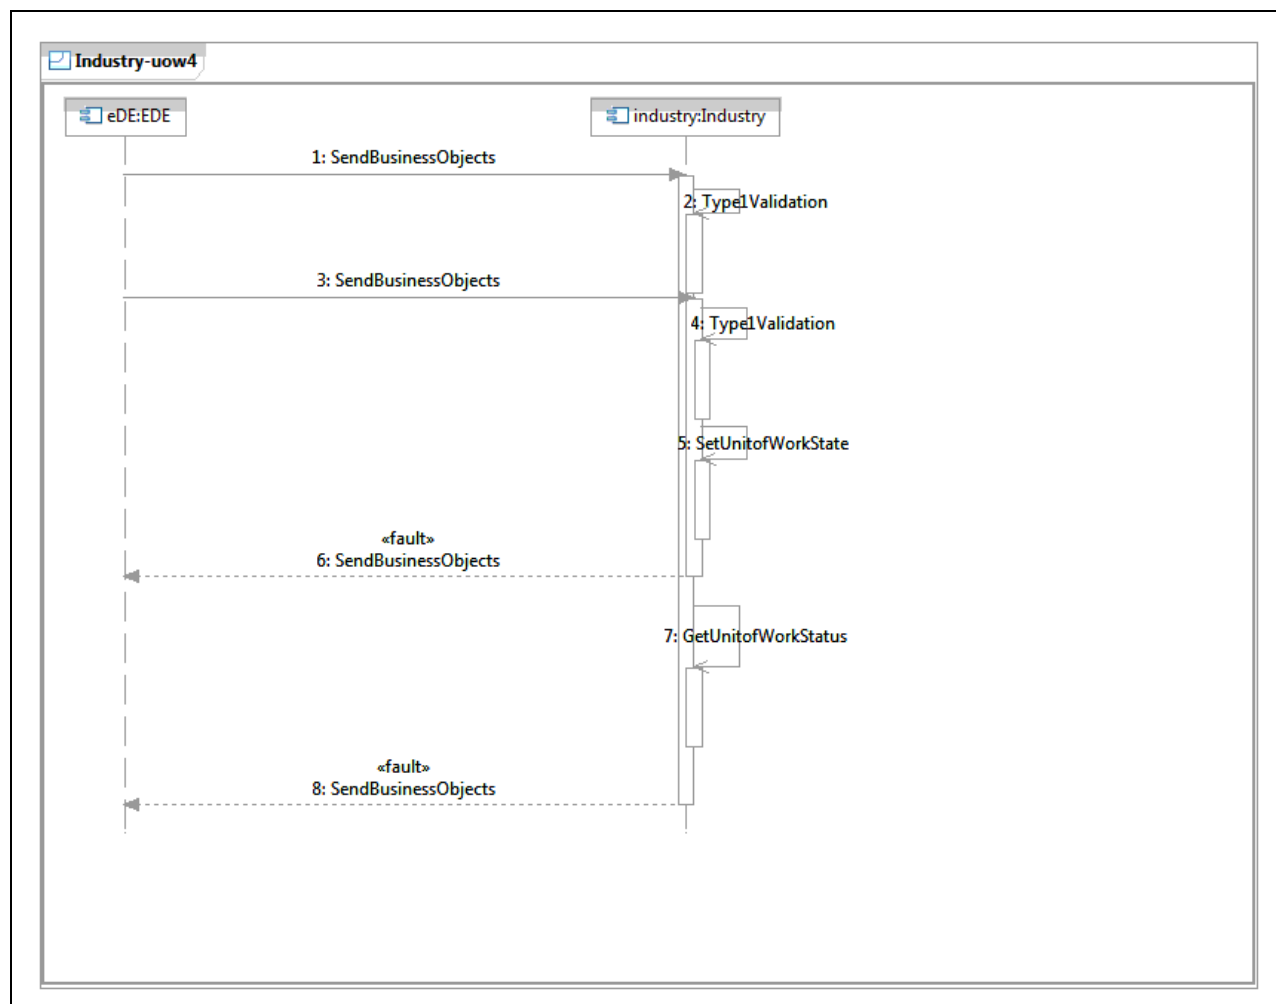 Industry-uow4
eDE:EDE
industry:Industry
1: SendBusinessObjects
2: Type1Validation
3: SendBusinessObjects
4: Type1Validation
5: SetUnitofWorkState
«fault»
6: SendBusinessObjects
7: GetUnitofWorkStatus
«fault»
8: SendBusinessObjects